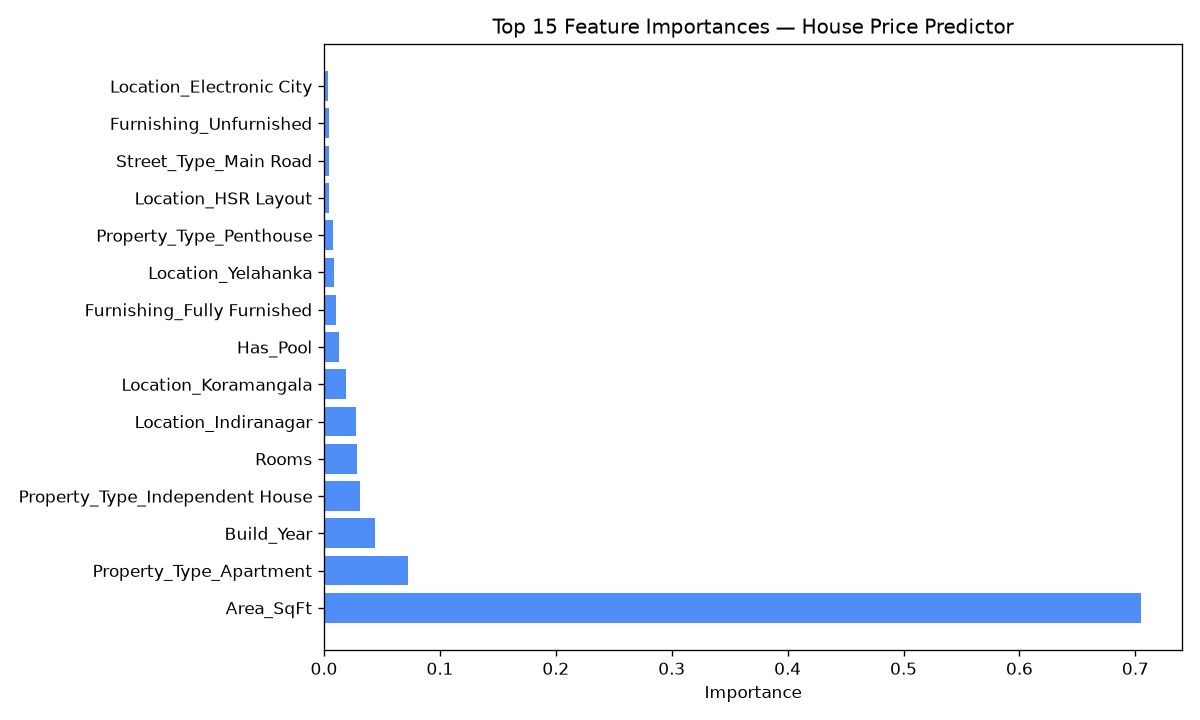 Top 15 Feature Importances — House Price Predictor
Location_Electronic City
Furnishing_Unfurnished
Street_Type_Main Road
Location_HSR Layout
Property_Type_Penthouse
Location_Yelahanka
Furnishing_Fully Furnished
Has_Pool
Location_Koramangala
Location_Indiranagar
Rooms
Property_Type_Independent House
Build_Year
Property_Type_Apartment
Area_SqFt
0.0 0.1 0.2 0.3 0.4 0.5 0.6 0.7
Importance